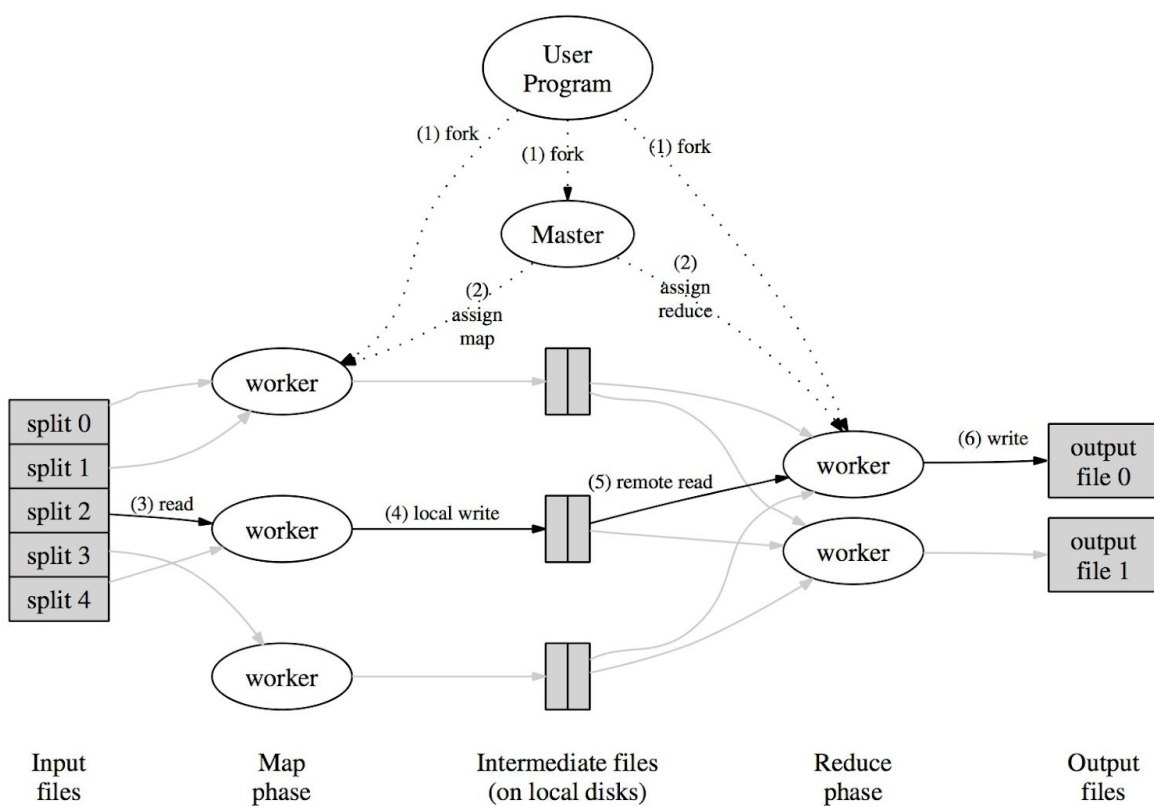 User
Program
(1) fork
(1) fork
(1) fork
Master
(2)
assign
map
(2)
assign
reduce
worker
split 0
split 1
split 2
split 3
split 4
(3) read
worker
(4) local write
worker
(5) remote read
worker
(6) write
output
file 0
worker
output
file 1
Input
files
Map
phase
Intermediate files
(on local disks)
Reduce
phase
Output
files